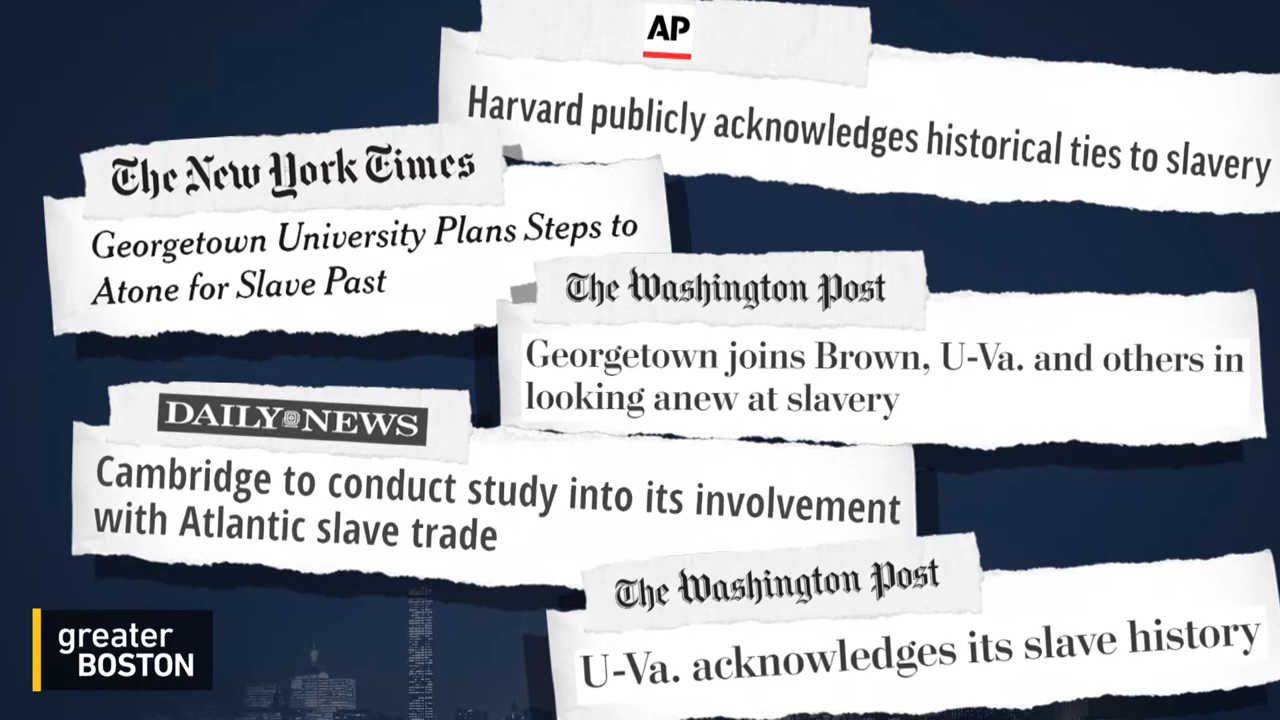 AP
Harvard publicly acknowledges historical ties to slavery
The New York Times
Georgetown University Plans Steps to
Atone for Slave Past
The Washington Post
Georgetown joins Brown, U-Va. and others in
looking anew at slavery
DAILY NEWS
Cambridge to conduct study into its involvement
with Atlantic slave trade
The Washington Post
U-Va. acknowledges its slave history
greater
BOSTON